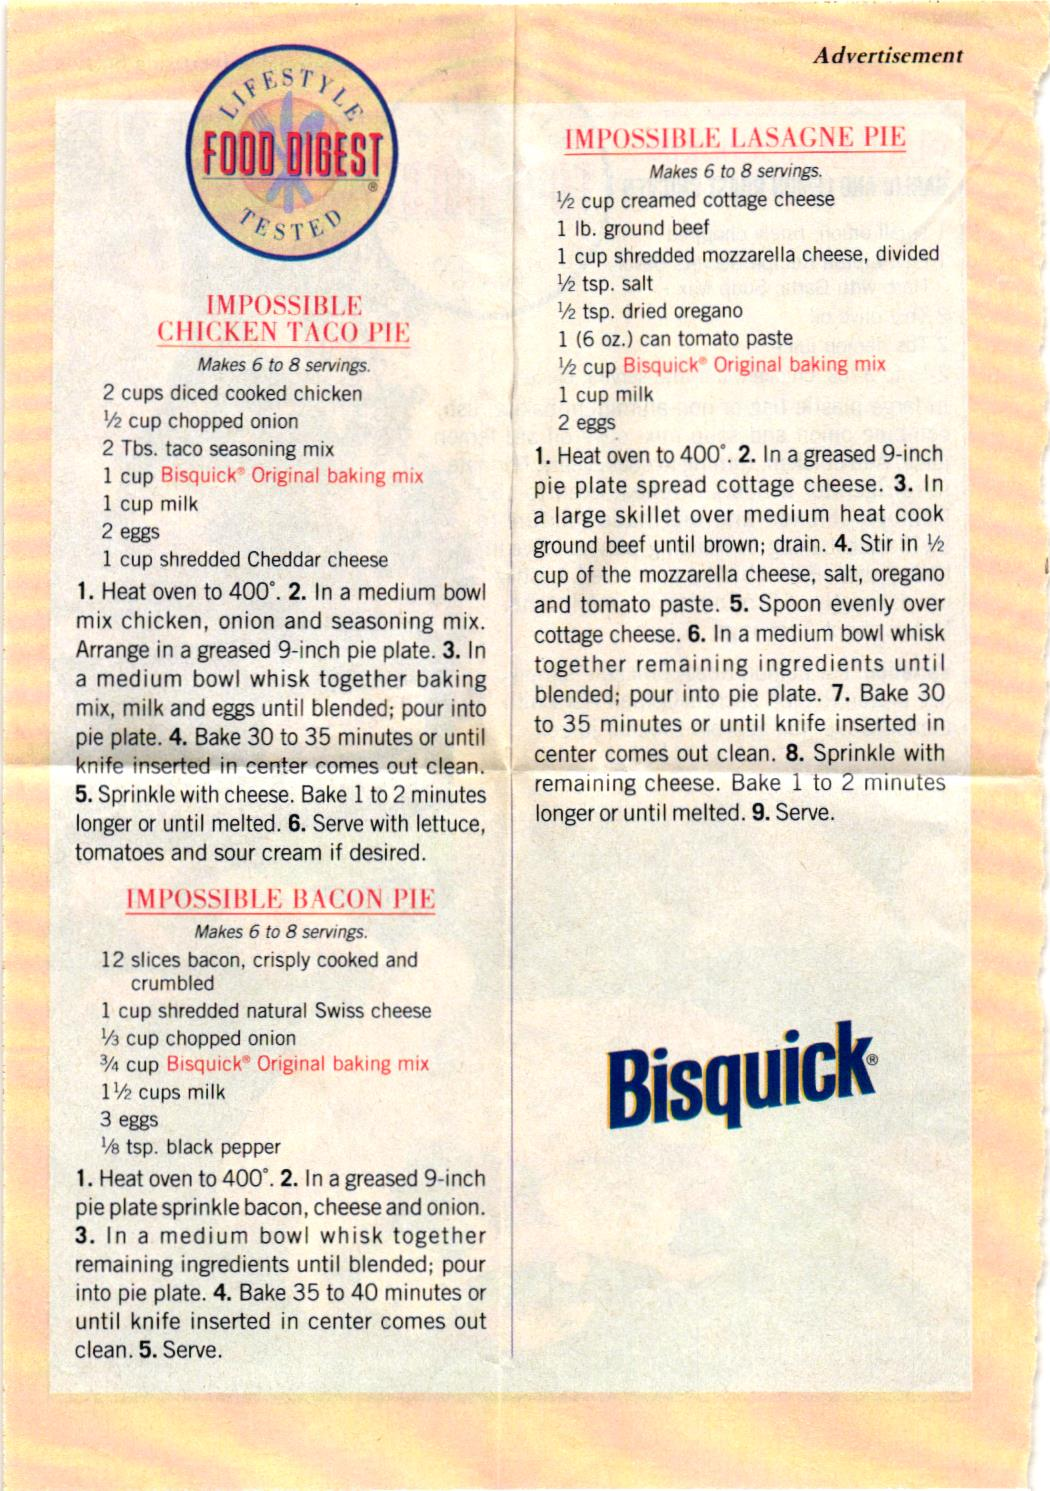 Advertisement
LIFESTYLE
FOOD DIGEST®
TESTED
IMPOSSIBLE
CHICKEN TACO PIE
Makes 6 to 8 servings.
2 cups diced cooked chicken
½ cup chopped onion
2 Tbs. taco seasoning mix
1 cup Bisquick® Original baking mix
1 cup milk
2 eggs
1 cup shredded Cheddar cheese
1. Heat oven to 400°. 2. In a medium bowl
mix chicken, onion and seasoning mix.
Arrange in a greased 9-inch pie plate. 3. In
a medium bowl whisk together baking
mix, milk and eggs until blended; pour into
pie plate. 4. Bake 30 to 35 minutes or until
knife inserted in center comes out clean.
5. Sprinkle with cheese. Bake 1 to 2 minutes
longer or until melted. 6. Serve with lettuce,
tomatoes and sour cream if desired.
IMPOSSIBLE BACON PIE
Makes 6 to 8 servings.
12 slices bacon, crisply cooked and
crumbled
1 cup shredded natural Swiss cheese
⅓ cup chopped onion
¾ cup Bisquick® Original baking mix
1½ cups milk
3 eggs
⅛ tsp. black pepper
1. Heat oven to 400°. 2. In a greased 9-inch
pie plate sprinkle bacon, cheese and onion.
3. In a medium bowl whisk together
remaining ingredients until blended; pour
into pie plate. 4. Bake 35 to 40 minutes or
until knife inserted in center comes out
clean. 5. Serve.
IMPOSSIBLE LASAGNE PIE
Makes 6 to 8 servings.
½ cup creamed cottage cheese
1 lb. ground beef
1 cup shredded mozzarella cheese, divided
½ tsp. salt
½ tsp. dried oregano
1 (6 oz.) can tomato paste
½ cup Bisquick® Original baking mix
1 cup milk
2 eggs
1. Heat oven to 400°. 2. In a greased 9-inch
pie plate spread cottage cheese. 3. In
a large skillet over medium heat cook
ground beef until brown; drain. 4. Stir in ½
cup of the mozzarella cheese, salt, oregano
and tomato paste. 5. Spoon evenly over
cottage cheese. 6. In a medium bowl whisk
together remaining ingredients until
blended; pour into pie plate. 7. Bake 30
to 35 minutes or until knife inserted in
center comes out clean. 8. Sprinkle with
remaining cheese. Bake 1 to 2 minutes
longer or until melted. 9. Serve.
Bisquick®